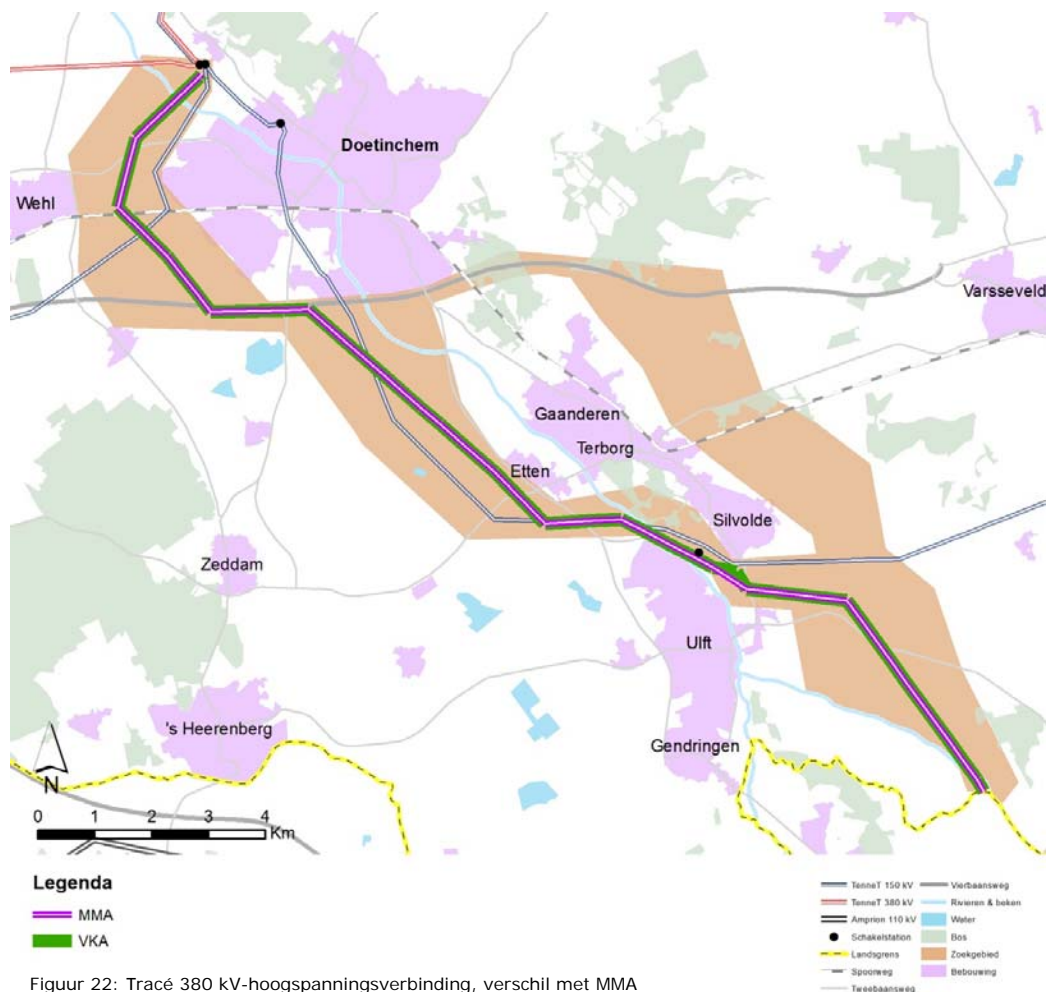 Doetinchem
Wehl
Varsseveld
Gaanderen
Terborg
Etten
Silvolde
Zeddam
Ulft
's Heerenberg
Gendringen
N
0 1 2 3 4
Km
Legenda
MMA
VKA
TenneT 150 kV
TenneT 380 kV
Amprion 110 kV
Schakelstation
Landsgrens
Spoorweg
Tweebaansweg
Vierbaansweg
Rivieren & beken
Water
Bos
Zoekgebied
Bebouwing
Figuur 22: Tracé 380 kV-hoogspanningsverbinding, verschil met MMA